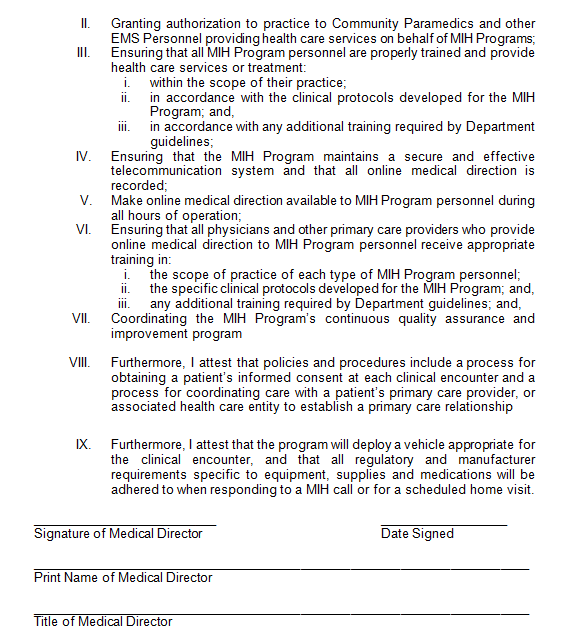 II. Granting authorization to practice to Community Paramedics and other
EMS Personnel providing health care services on behalf of MIH Programs;
III. Ensuring that all MIH Program personnel are properly trained and provide
health care services or treatment:
i. within the scope of their practice;
ii. in accordance with the clinical protocols developed for the MIH
Program; and,
iii. in accordance with any additional training required by Department
guidelines;
IV. Ensuring that the MIH Program maintains a secure and effective
telecommunication system and that all online medical direction is
recorded;
V. Make online medical direction available to MIH Program personnel during
all hours of operation;
VI. Ensuring that all physicians and other primary care providers who provide
online medical direction to MIH Program personnel receive appropriate
training in:
i. the scope of practice of each type of MIH Program personnel;
ii. the specific clinical protocols developed for the MIH Program; and,
iii. any additional training required by Department guidelines; and,
VII. Coordinating the MIH Program's continuous quality assurance and
improvement program
VIII. Furthermore, I attest that policies and procedures include a process for
obtaining a patient's informed consent at each clinical encounter and a
process for coordinating care with a patient's primary care provider, or
associated health care entity to establish a primary care relationship
IX. Furthermore, I attest that the program will deploy a vehicle appropriate for
the clinical encounter, and that all regulatory and manufacturer
requirements specific to equipment, supplies and medications will be
adhered to when responding to a MIH call or for a scheduled home visit.
Signature of Medical Director Date Signed
Print Name of Medical Director
Title of Medical Director